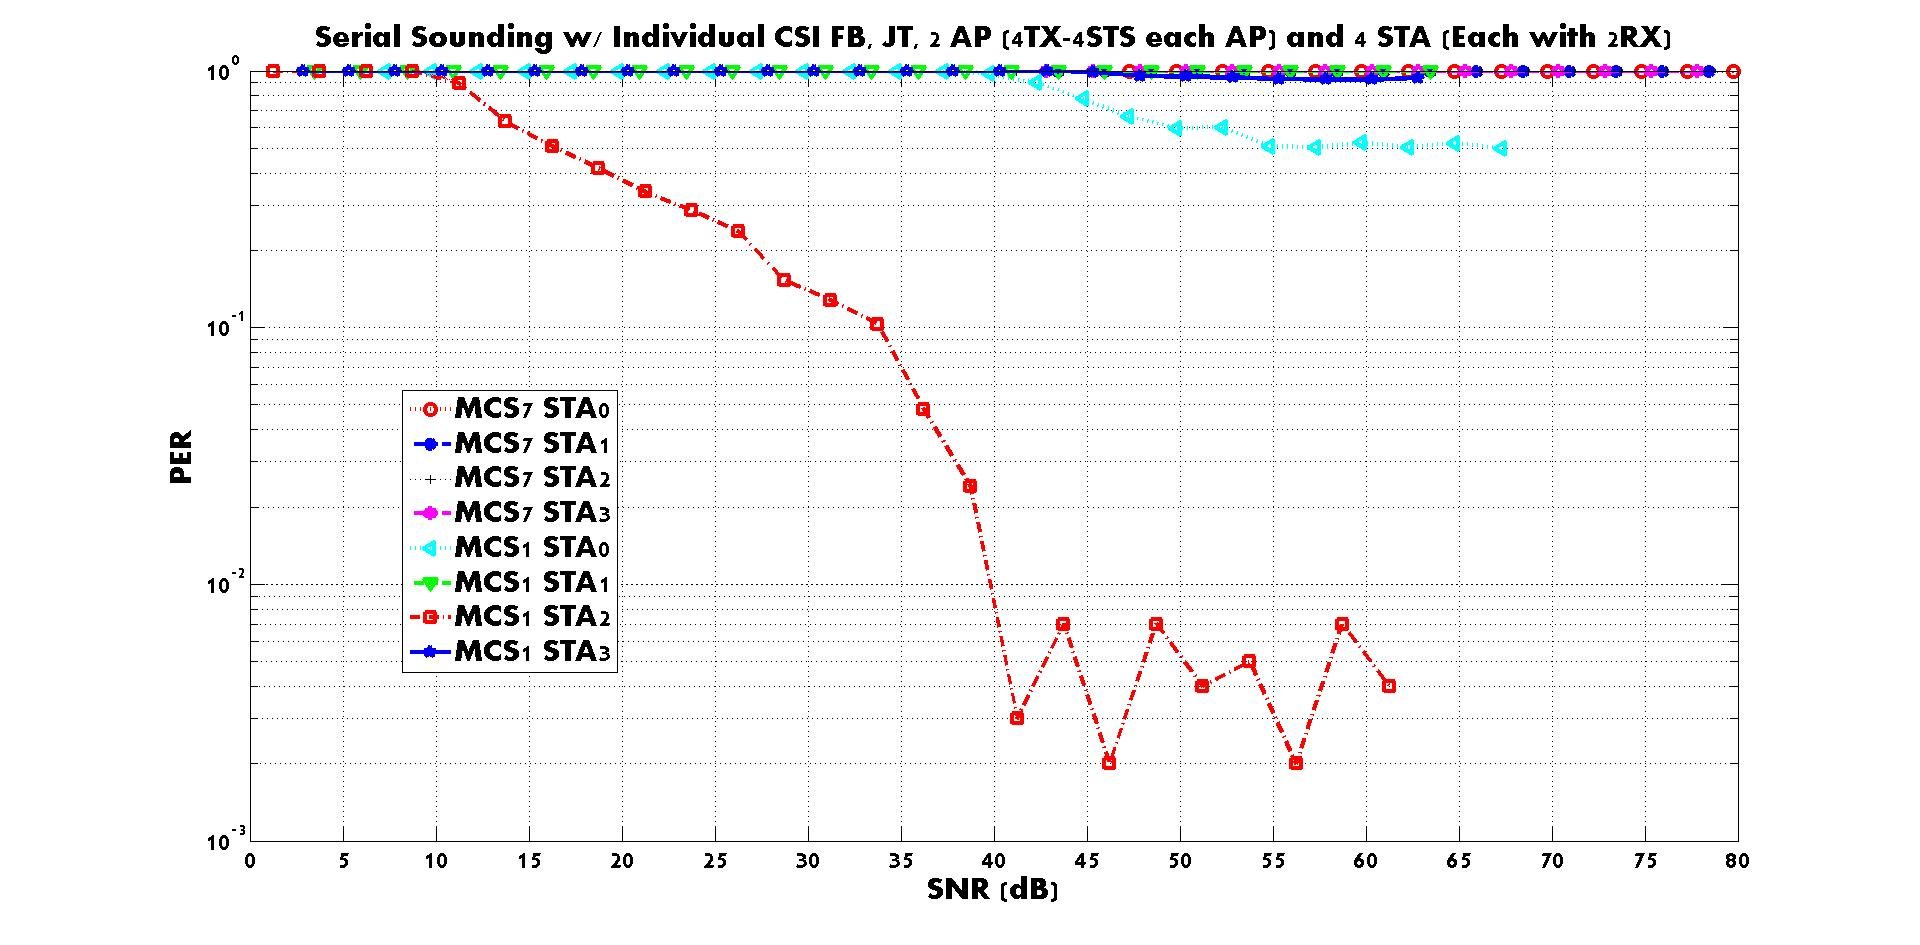 Serial Sounding w/ Individual CSI FB, JT, 2 AP (4TX-4STS each AP) and 4 STA (Each with 2RX)
10^0
10^-1
10^-2
10^-3
PER
MCS7 STA0
MCS7 STA1
MCS7 STA2
MCS7 STA3
MCS1 STA0
MCS1 STA1
MCS1 STA2
MCS1 STA3
0 5 10 15 20 25 30 35 40 45 50 55 60 65 70 75 80
SNR (dB)